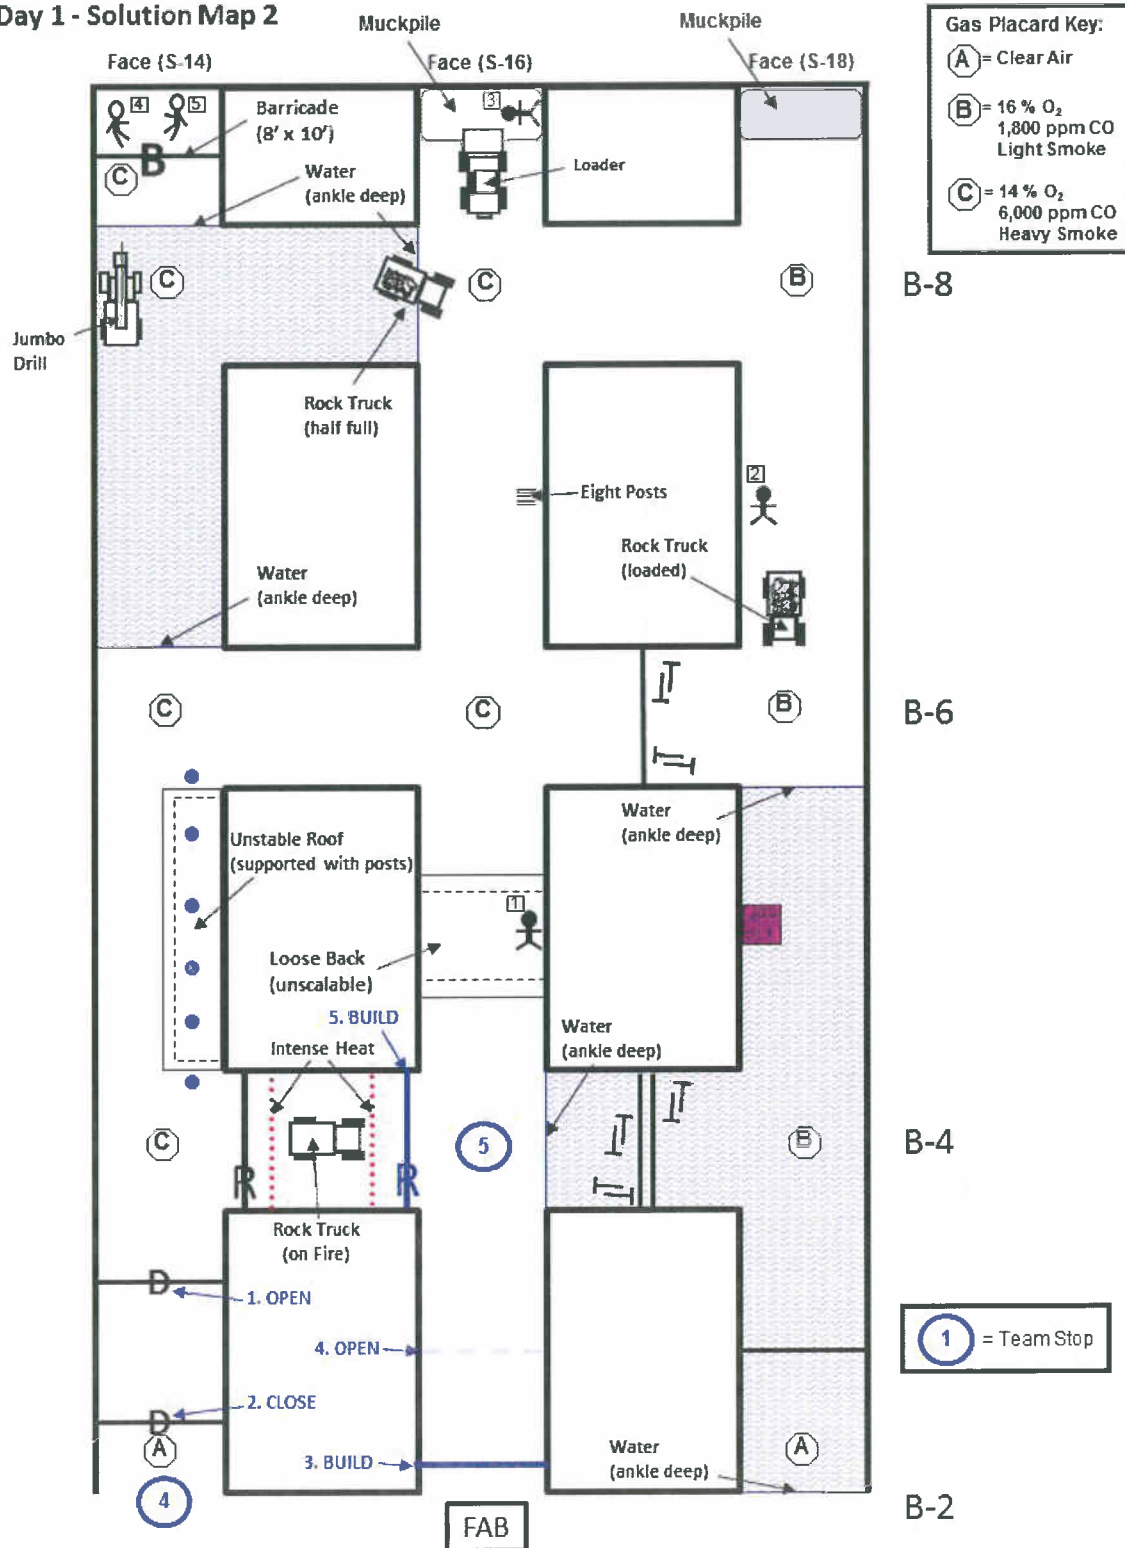 Day 1 - Solution Map 2
Muckpile
Muckpile
Face (S-14)
Face (S-16)
Face (S-18)
Gas Placard Key:
A = Clear Air
B = 16 % O₂
1,800 ppm CO
Light Smoke
C = 14 % O₂
6,000 ppm CO
Heavy Smoke
4
5
3
Barricade
(8' x 10')
B
C
Water
(ankle deep)
Loader
C
C
B
B-8
Jumbo
Drill
Rock Truck
(half full)
2
Eight Posts
Rock Truck
(loaded)
Water
(ankle deep)
C
C
B
B-6
Water
(ankle deep)
Unstable Roof
(supported with posts)
1
Loose Back
(unscalable)
5. BUILD
Intense Heat
Water
(ankle deep)
C
5
B
B-4
R
R
Rock Truck
(on Fire)
D
1. OPEN
4. OPEN
1 = Team Stop
D
2. CLOSE
A
3. BUILD
Water
(ankle deep)
A
4
FAB
B-2